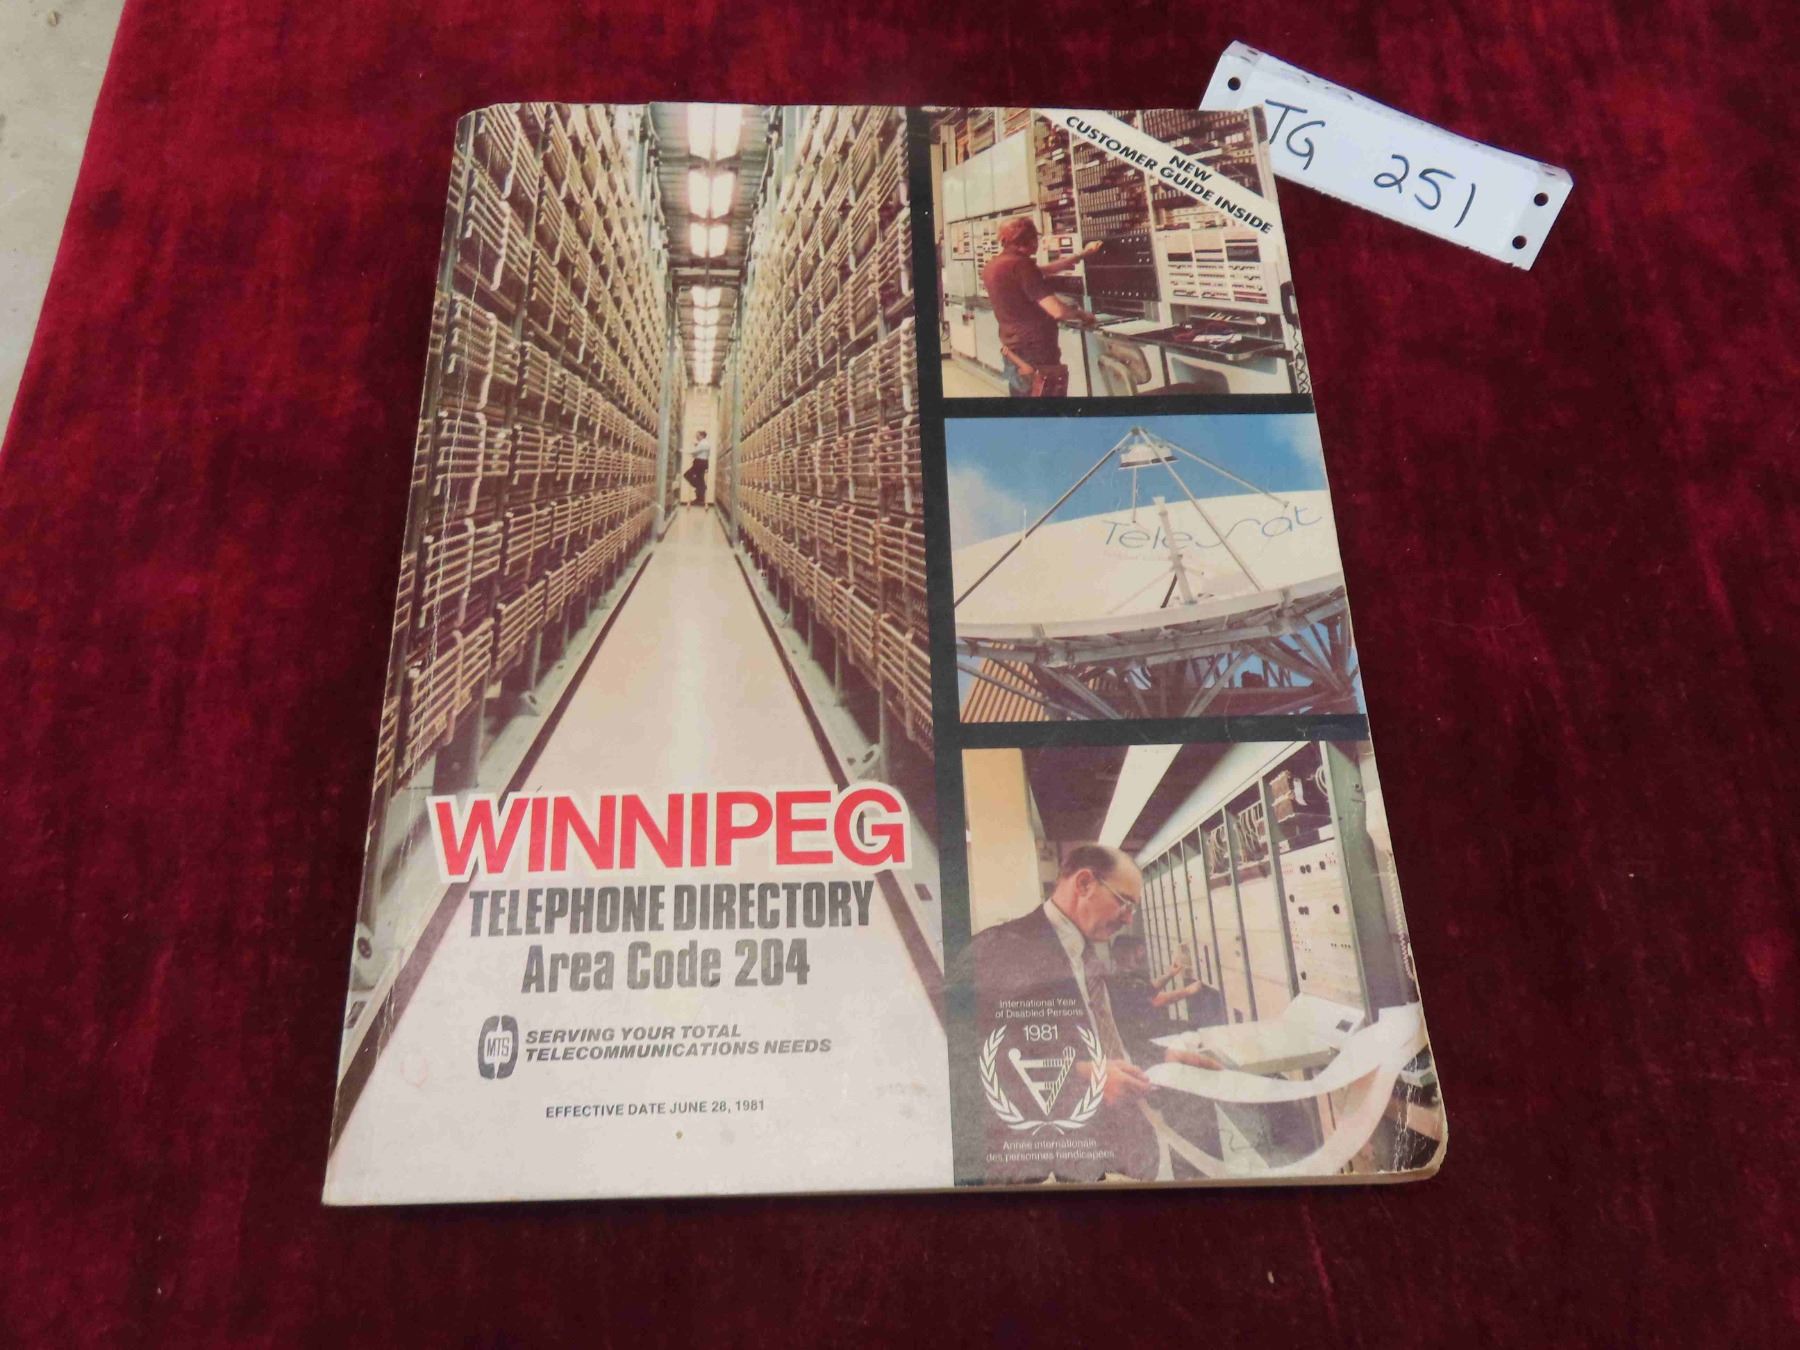 TG 251
NEW
CUSTOMER GUIDE INSIDE
Telesat
WINNIPEG
TELEPHONE DIRECTORY
Area Code 204
MTS
SERVING YOUR TOTAL
TELECOMMUNICATIONS NEEDS
EFFECTIVE DATE JUNE 28, 1981
International Year
of Disabled Persons
1981
Année internationale
des personnes handicapées